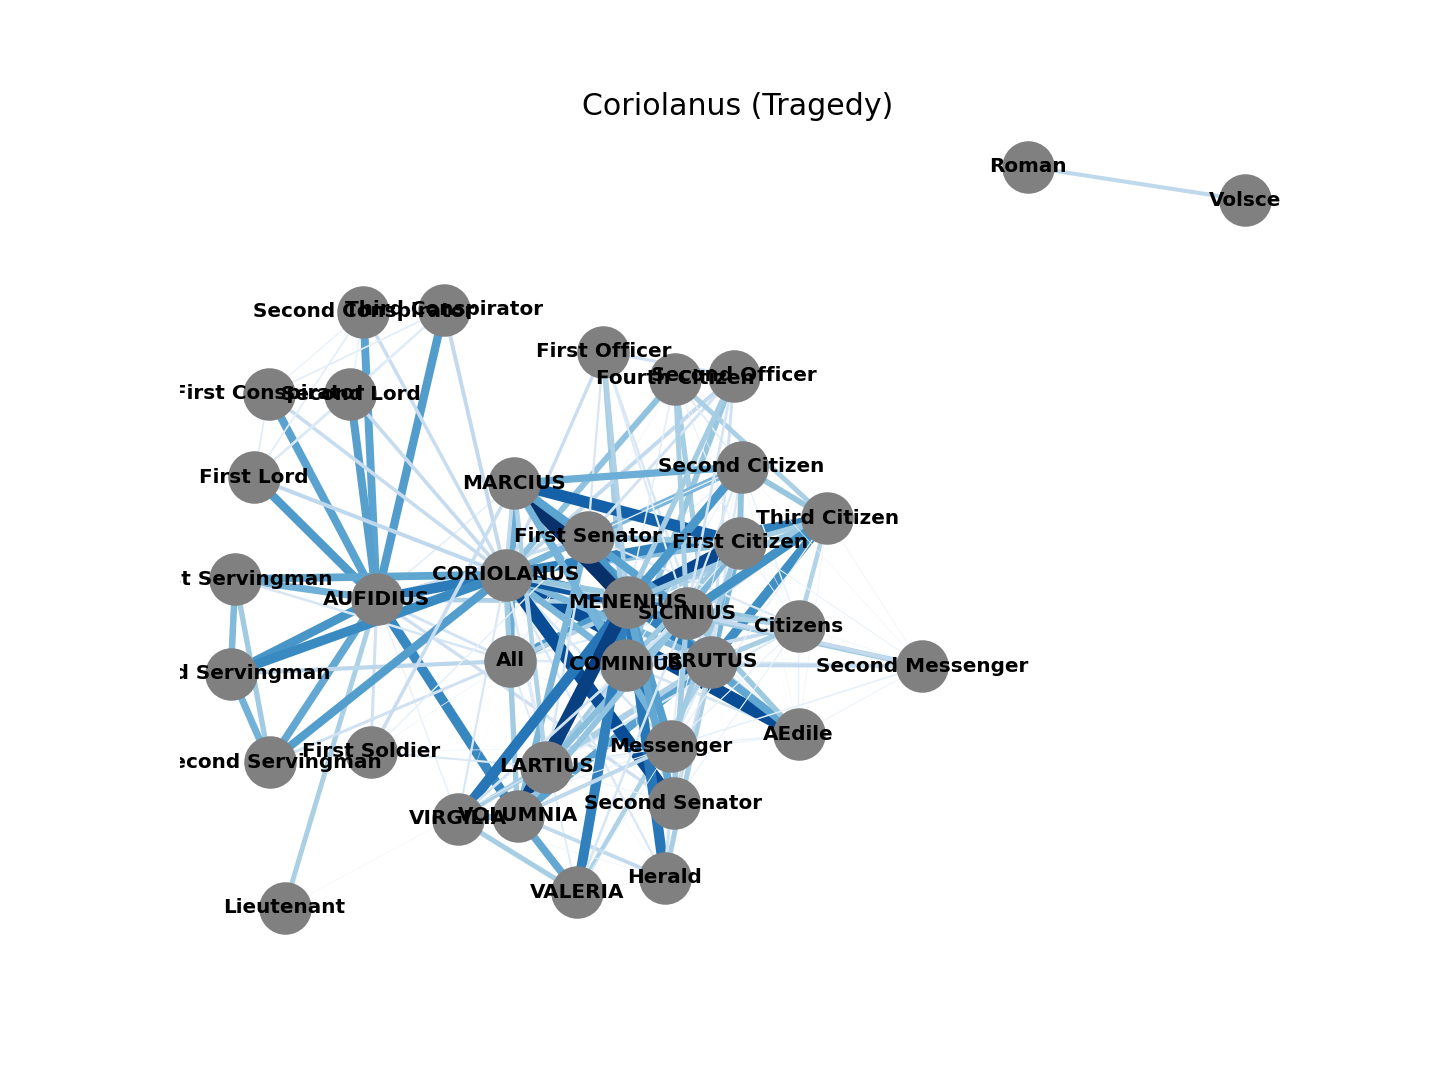 Coriolanus (Tragedy)
Roman
Volsce
Second Conspirator
Third Conspirator
First Officer
Fourth Citizen
Second Officer
First Conspirator
Second Lord
First Lord
Second Citizen
MARCIUS
Third Citizen
First Senator
First Citizen
CORIOLANUS
t Servingman
AUFIDIUS
MENENIUS
SICINIUS
Citizens
All
COMINIUS
BRUTUS
Second Messenger
d Servingman
AEdile
Messenger
First Soldier
econd Servingman
LARTIUS
Second Senator
VIRGILIA
VOLUMNIA
Herald
VALERIA
Lieutenant